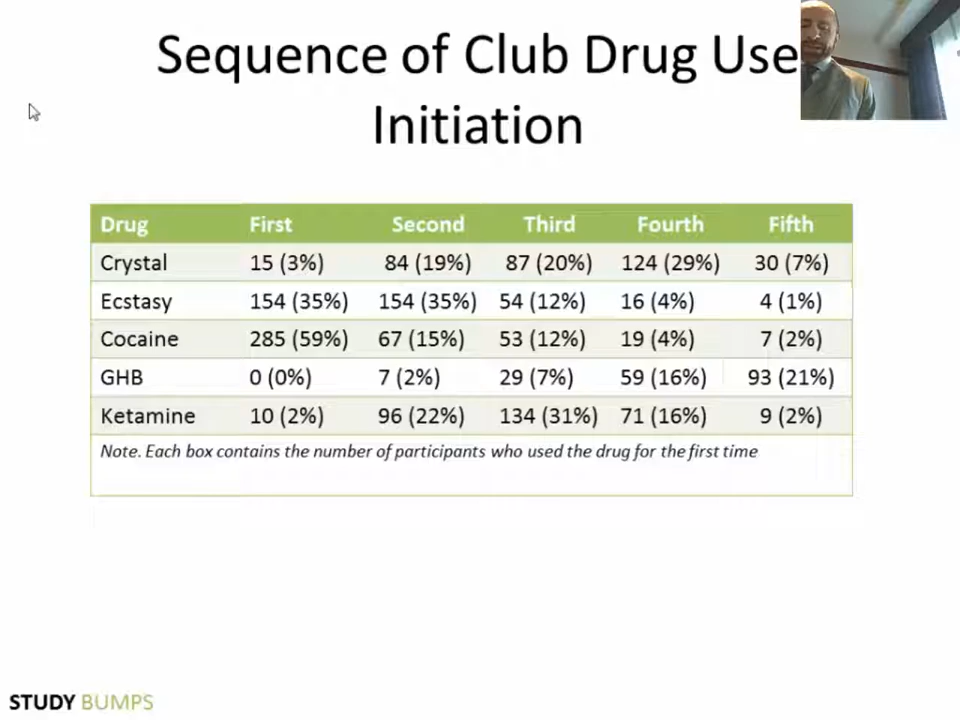 Sequence of Club Drug Use
Initiation
Drug First Second Third Fourth Fifth
Crystal 15 (3%) 84 (19%) 87 (20%) 124 (29%) 30 (7%)
Ecstasy 154 (35%) 154 (35%) 54 (12%) 16 (4%) 4 (1%)
Cocaine 285 (59%) 67 (15%) 53 (12%) 19 (4%) 7 (2%)
GHB 0 (0%) 7 (2%) 29 (7%) 59 (16%) 93 (21%)
Ketamine 10 (2%) 96 (22%) 134 (31%) 71 (16%) 9 (2%)
Note. Each box contains the number of participants who used the drug for the first time
STUDY BUMPS